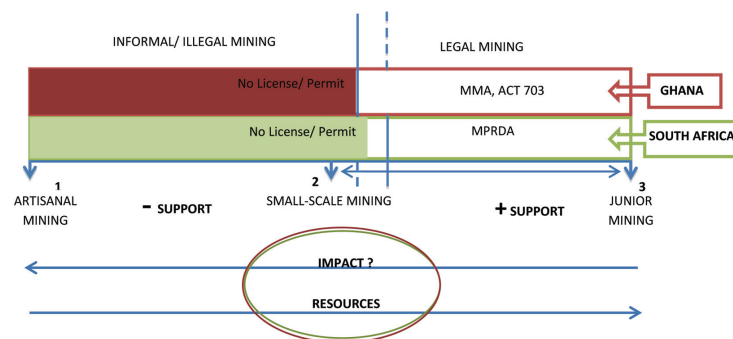 INFORMAL/ ILLEGAL MINING
LEGAL MINING
No License/ Permit
MMA, ACT 703
GHANA
No License/ Permit
MPRDA
SOUTH AFRICA
1
2
3
ARTISANAL
MINING
- SUPPORT
SMALL-SCALE MINING
+ SUPPORT
JUNIOR
MINING
IMPACT ?
RESOURCES